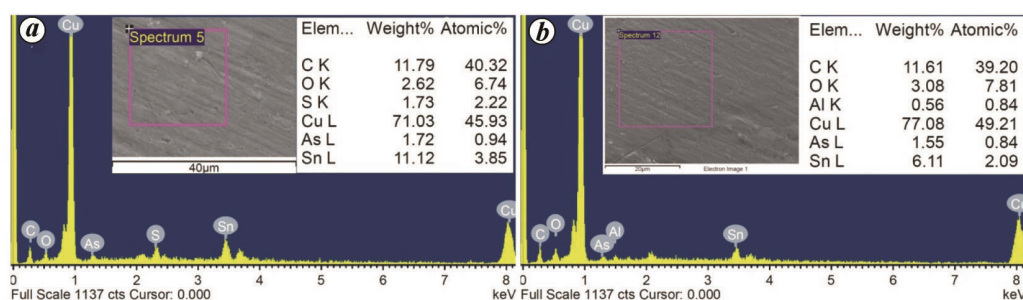 a
Cu
Spectrum 5
40µm
Elem... Weight% Atomic%
C K 11.79 40.32
O K 2.62 6.74
S K 1.73 2.22
Cu L 71.03 45.93
As L 1.72 0.94
Sn L 11.12 3.85
C O As S Sn Cu
0 1 2 3 4 5 6 7 8
Full Scale 1137 cts Cursor: 0.000 keV
b
Cu
Spectrum 12
20µm Electron Image 1
Elem... Weight% Atomic%
C K 11.61 39.20
O K 3.08 7.81
Al K 0.56 0.84
Cu L 77.08 49.21
As L 1.55 0.84
Sn L 6.11 2.09
C O As Al Sn Cu
0 1 2 3 4 5 6 7 8
Full Scale 1137 cts Cursor: 0.000 keV